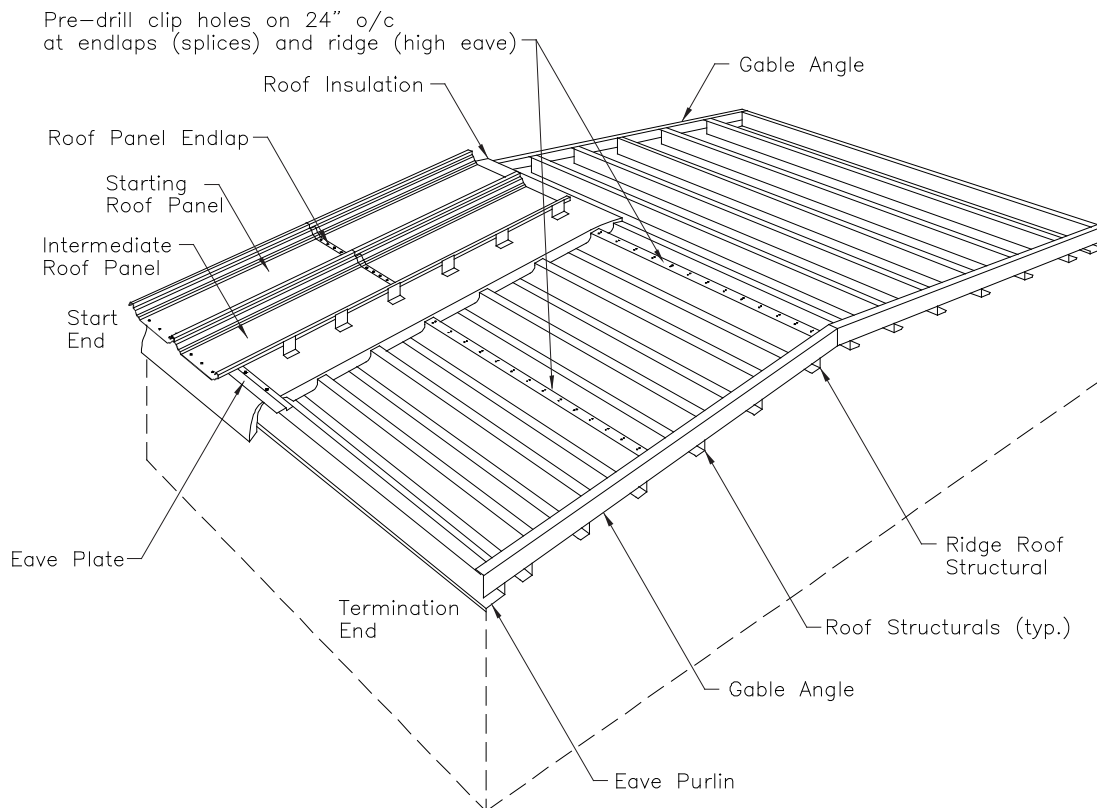 Pre-drill clip holes on 24" o/c
at endlaps (splices) and ridge (high eave)
Gable Angle
Roof Insulation
Roof Panel Endlap
Starting
Roof Panel
Intermediate
Roof Panel
Start
End
Eave Plate
Termination
End
Ridge Roof
Structural
Roof Structurals (typ.)
Gable Angle
Eave Purlin